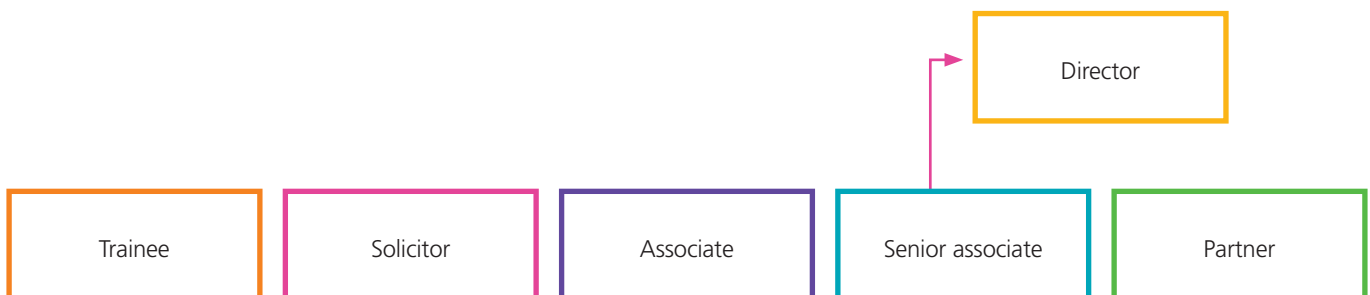 Director
Trainee
Solicitor
Associate
Senior associate
Partner